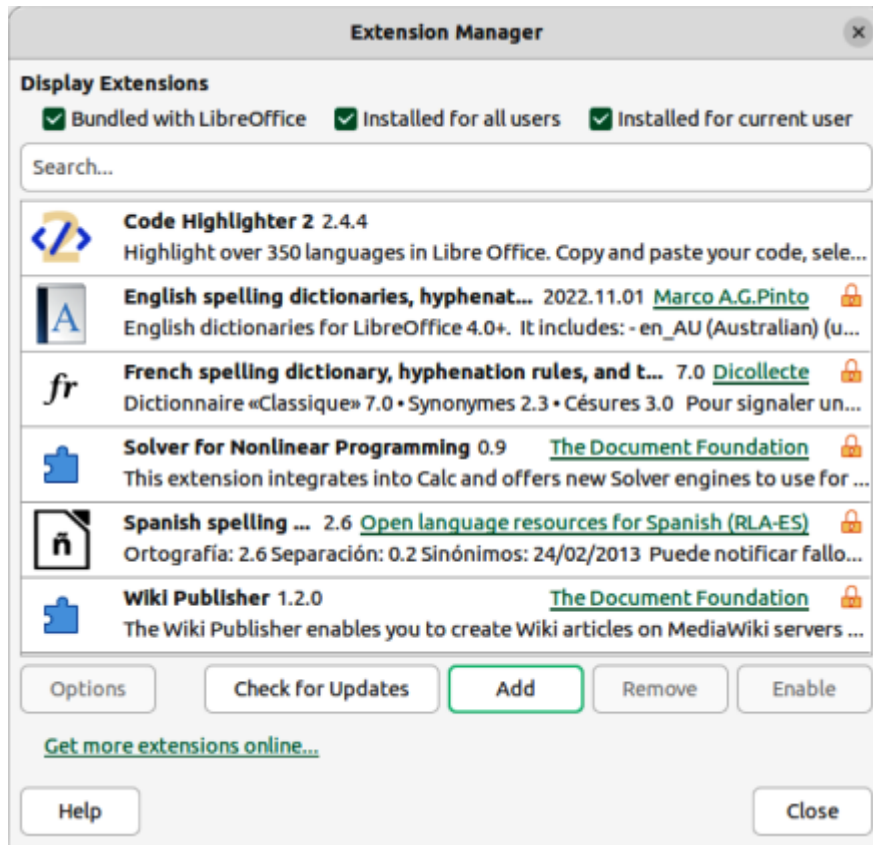 Extension Manager
Display Extensions
Bundled with LibreOffice Installed for all users Installed for current user
Search...
Code Highlighter 2 2.4.4
Highlight over 350 languages in Libre Office. Copy and paste your code, sele...
English spelling dictionaries, hyphenat... 2022.11.01 Marco A.G.Pinto
A
English dictionaries for LibreOffice 4.0+. It includes: - en_AU (Australian) (u...
French spelling dictionary, hyphenation rules, and t... 7.0 Dicollecte
fr
Dictionnaire «Classique» 7.0 • Synonymes 2.3 • Césures 3.0 Pour signaler un...
Solver for Nonlinear Programming 0.9 The Document Foundation
This extension integrates into Calc and offers new Solver engines to use for ...
Spanish spelling ... 2.6 Open language resources for Spanish (RLA-ES)
ñ
Ortografía: 2.6 Separación: 0.2 Sinónimos: 24/02/2013 Puede notificar fallo...
Wiki Publisher 1.2.0 The Document Foundation
The Wiki Publisher enables you to create Wiki articles on MediaWiki servers ...
Options Check for Updates Add Remove Enable
Get more extensions online...
Help Close